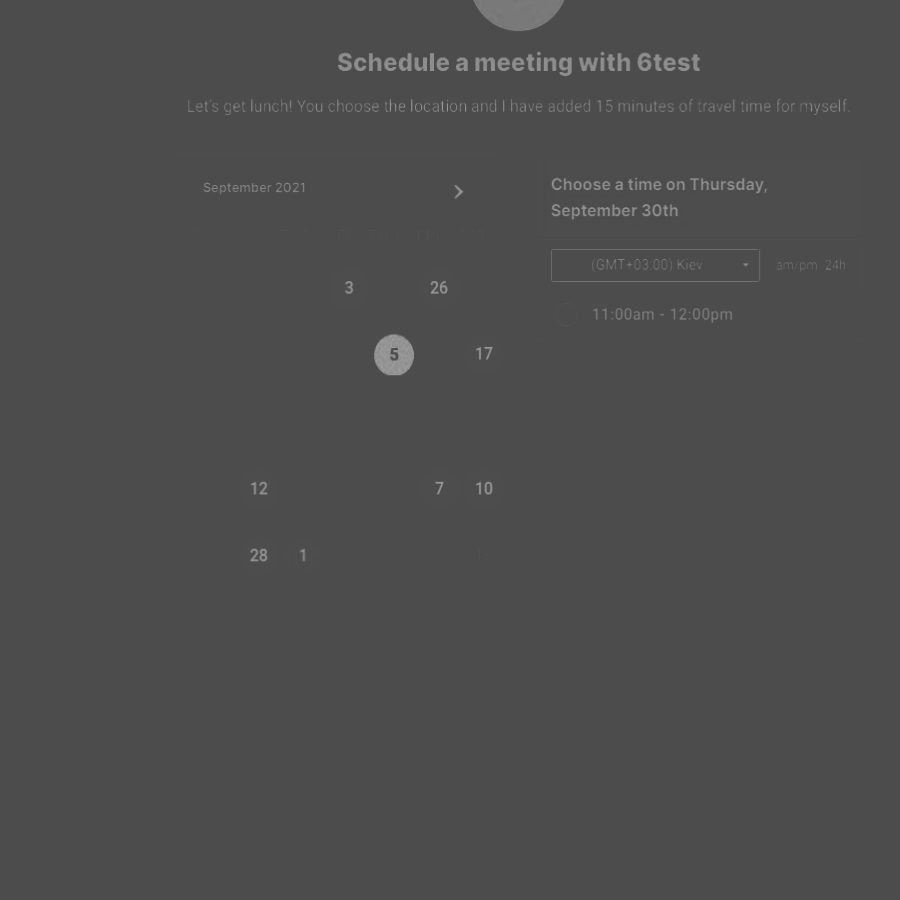 Schedule a meeting with 6test
Let's get lunch! You choose the location and I have added 15 minutes of travel time for myself.
September 2021
3 26
5 17
12 7 10
28 1
Choose a time on Thursday,
September 30th
(GMT+03:00) Kiev
am/pm 24h
11:00am - 12:00pm